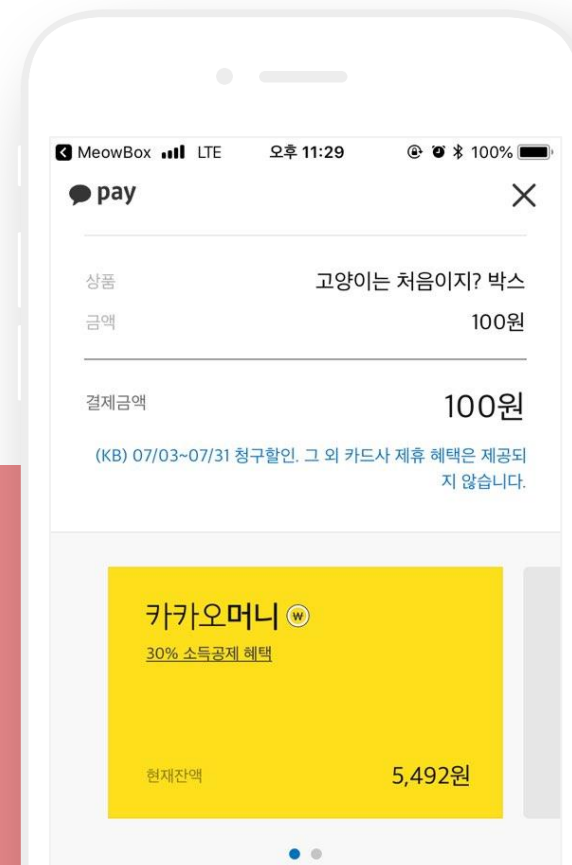 MeowBox LTE 오후 11:29 100%
pay
상품 고양이는 처음이지? 박스
금액 100원
결제금액 100원
(KB) 07/03~07/31 청구할인. 그 외 카드사 제휴 혜택은 제공되
지 않습니다.
카카오머니 ₩
30% 소득공제 혜택
현재잔액 5,492원